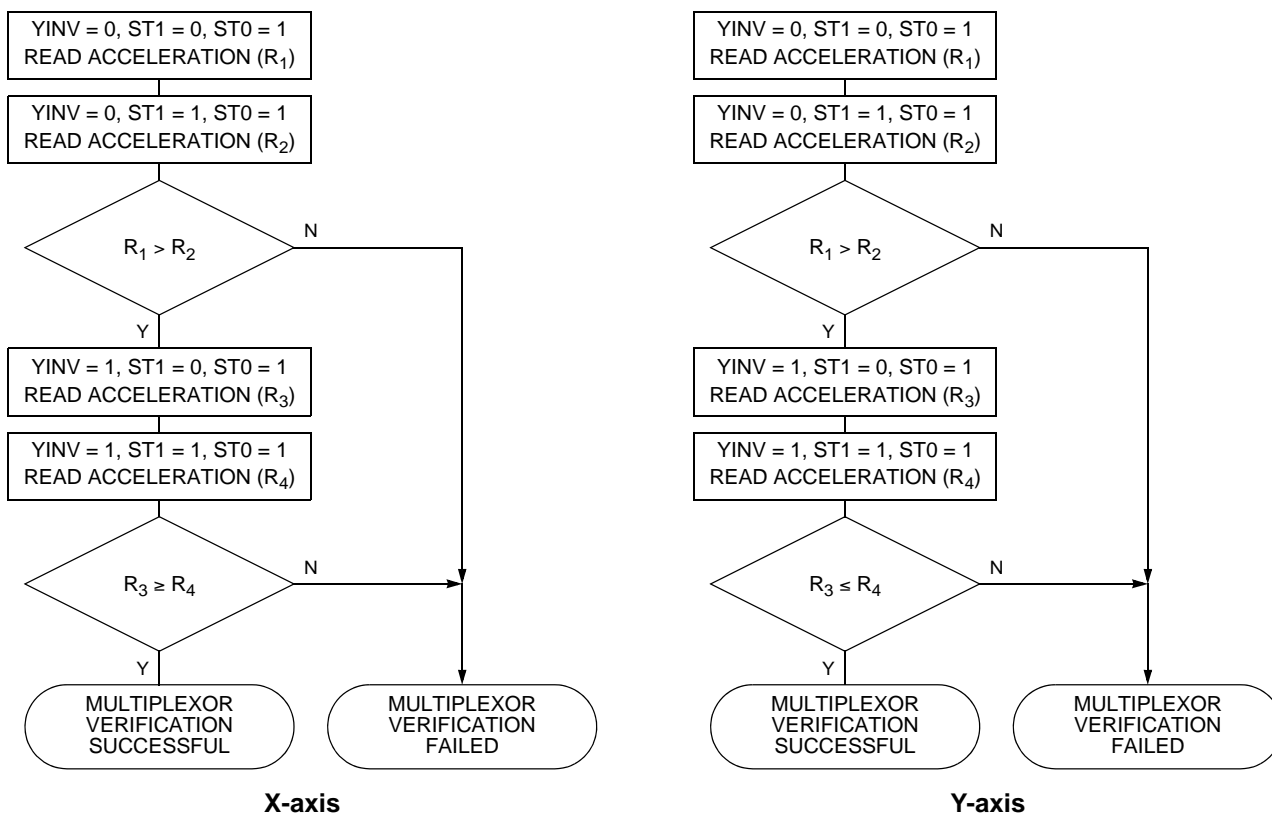 YINV = 0, ST1 = 0, ST0 = 1
READ ACCELERATION (R1)
YINV = 0, ST1 = 1, ST0 = 1
READ ACCELERATION (R2)
R1 > R2
N
Y
YINV = 1, ST1 = 0, ST0 = 1
READ ACCELERATION (R3)
YINV = 1, ST1 = 1, ST0 = 1
READ ACCELERATION (R4)
R3 ≥ R4
N
Y
MULTIPLEXOR
VERIFICATION
SUCCESSFUL
MULTIPLEXOR
VERIFICATION
FAILED
X-axis
YINV = 0, ST1 = 0, ST0 = 1
READ ACCELERATION (R1)
YINV = 0, ST1 = 1, ST0 = 1
READ ACCELERATION (R2)
R1 > R2
N
Y
YINV = 1, ST1 = 0, ST0 = 1
READ ACCELERATION (R3)
YINV = 1, ST1 = 1, ST0 = 1
READ ACCELERATION (R4)
R3 ≤ R4
N
Y
MULTIPLEXOR
VERIFICATION
SUCCESSFUL
MULTIPLEXOR
VERIFICATION
FAILED
Y-axis